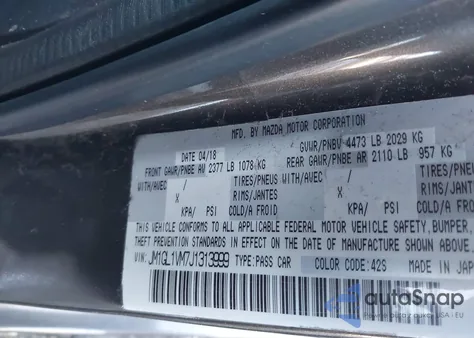 MFD. BY MAZDA MOTOR CORPORATION
DATE 04/18 GVWR/PNBV 4473 LB 2029 KG
FRONT GAWR/PNBE AV 2377 LB 1078 KG REAR GAWR/PNBE AR 2110 LB 957 KG
WITH/AVEC TIRES/PNEUS WITH/AVEC TIRES/PNEUS
X RIMS/JANTES X RIMS/JANTES
KPA/ PSI COLD/A FROID KPA/ PSI COLD/A FROID
THIS VEHICLE CONFORMS TO ALL APPLICABLE FEDERAL MOTOR VEHICLE SAFETY, BUMPER,
THEFT PREVENTION STANDARDS IN EFFECT ON THE DATE OF MANUFACTURE SHOWN ABOVE.
VIN: JM1GL1VM7J1313999 TYPE: PASS CAR COLOR CODE: 42S MADE IN JAPA
autoSnap